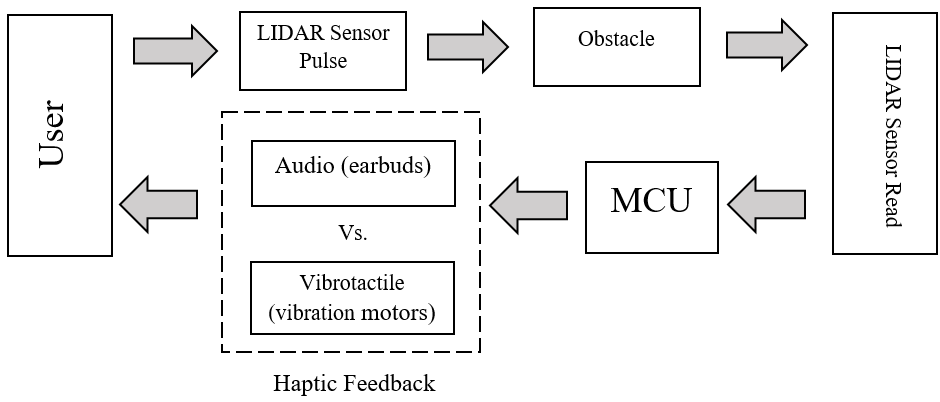 User
LIDAR Sensor
Pulse
Obstacle
LIDAR Sensor Read
MCU
Audio (earbuds)
Vs.
Vibrotactile
(vibration motors)
Haptic Feedback